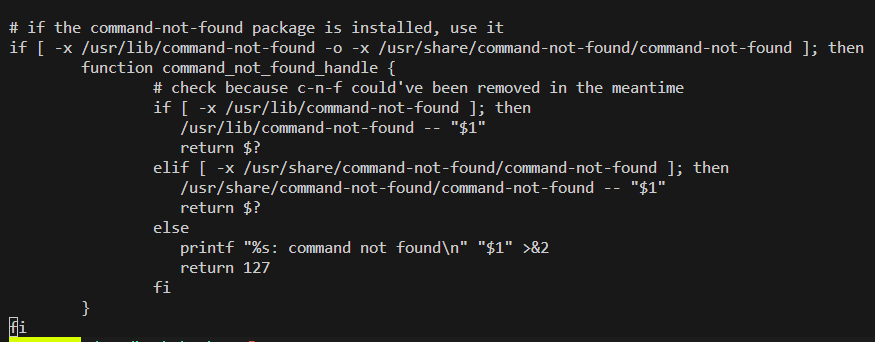 # if the command-not-found package is installed, use it
if [ -x /usr/lib/command-not-found -o -x /usr/share/command-not-found/command-not-found ]; then
        function command_not_found_handle {
                # check because c-n-f could've been removed in the meantime
                if [ -x /usr/lib/command-not-found ]; then
                   /usr/lib/command-not-found -- "$1"
                   return $?
                elif [ -x /usr/share/command-not-found/command-not-found ]; then
                   /usr/share/command-not-found/command-not-found -- "$1"
                   return $?
                else
                   printf "%s: command not found\n" "$1" >&2
                   return 127
                fi
        }
fi